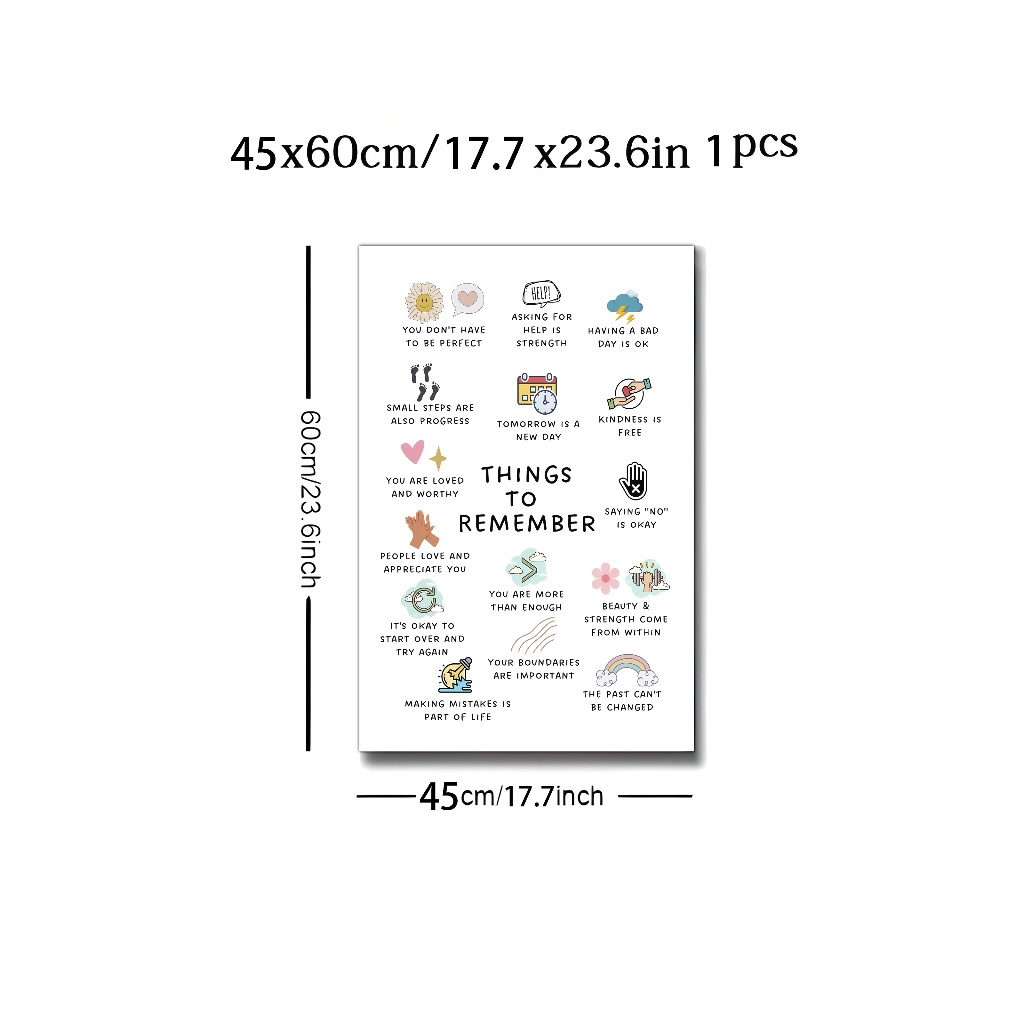 45x60cm/17.7 x23.6in 1pcs
60cm/23.6inch
YOU DON'T HAVE
TO BE PERFECT
HELP!
ASKING FOR
HELP IS
STRENGTH
HAVING A BAD
DAY IS OK
SMALL STEPS ARE
ALSO PROGRESS
TOMORROW IS A
NEW DAY
KINDNESS IS
FREE
YOU ARE LOVED
AND WORTHY
THINGS
TO
REMEMBER
SAYING "NO"
IS OKAY
PEOPLE LOVE AND
APPRECIATE YOU
YOU ARE MORE
THAN ENOUGH
BEAUTY &
STRENGTH COME
FROM WITHIN
IT'S OKAY TO
START OVER AND
TRY AGAIN
YOUR BOUNDARIES
ARE IMPORTANT
THE PAST CAN'T
BE CHANGED
MAKING MISTAKES IS
PART OF LIFE
45cm/17.7inch